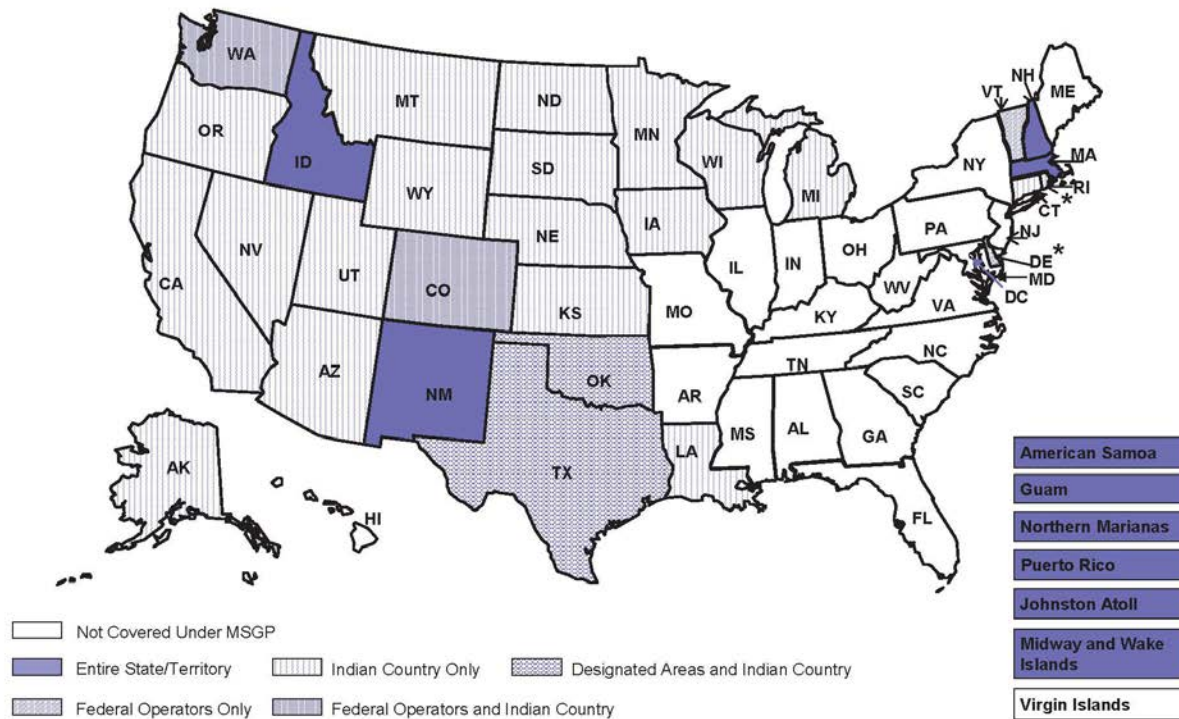 WA
MT
ND
MN
VT
NH
ME
OR
ID
SD
WI
MI
NY
MA
WY
RI
CT *
IA
NE
PA
NJ
NV
UT
CO
IL
IN
OH
DE *
MD
DC
CA
KS
MO
WV
VA
KY
AZ
NM
OK
TN
NC
AR
SC
MS
AL
GA
TX
LA
AK
HI
FL
American Samoa
Guam
Northern Marianas
Puerto Rico
Johnston Atoll
Midway and Wake
Islands
Virgin Islands
Not Covered Under MSGP
Entire State/Territory
Indian Country Only
Designated Areas and Indian Country
Federal Operators Only
Federal Operators and Indian Country